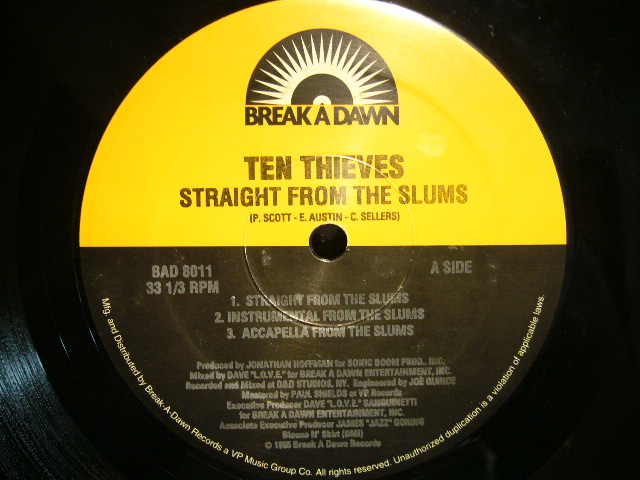 BREAK A DAWN
TEN THIEVES
STRAIGHT FROM THE SLUMS
(P. SCOTT - E. AUSTIN - C. SELLERS)
BAD 8011
33 1/3 RPM
A SIDE
1. STRAIGHT FROM THE SLUMS
2. INSTRUMENTAL FROM THE SLUMS
3. ACCAPELLA FROM THE SLUMS
Produced by JONATHAN HOFFMAN for SONIC BOOM PROD., INC.
Mixed by DAVE "L.O.V.E." for BREAK A DAWN ENTERTAINMENT, INC.
Recorded and Mixed at D&D STUDIOS, NY. Engineered by JOE QUINDE
Mastered by PAUL SHIELDS at VP Records
Executive Producer DAVE "L.O.V.E." SANGUINETTI
for BREAK A DAWN ENTERTAINMENT, INC.
Associate Executive Producer JAMES "JAZZ" GORING
Blouse N' Skirt (BMI)
© 1995 Break A Dawn Records
Mfg. and Distributed by Break-A-Dawn Records a VP Music Group Co. All rights reserved. Unauthorized duplication is a violation of applicable laws.